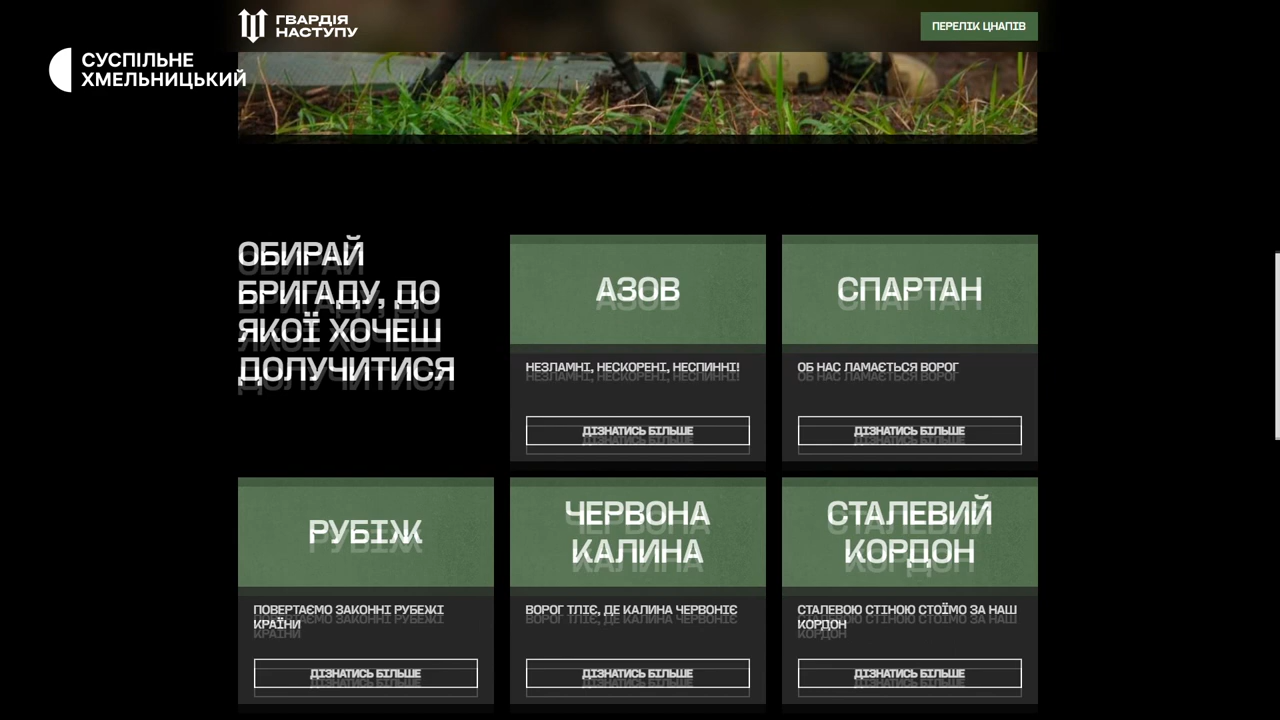 ГВАРДІЯ
НАСТУПУ
ПЕРЕЛІК ЦНАПІВ
СУСПІЛЬНЕ
ХМЕЛЬНИЦЬКИЙ
ОБИРАЙ
БРИГАДУ, ДО
ЯКОЇ ХОЧЕШ
ДОЛУЧИТИСЯ
АЗОВ
НЕЗЛАМНІ, НЕСКОРЕНІ, НЕСПИННІ!
ДІЗНАТИСЬ БІЛЬШЕ
СПАРТАН
ОБ НАС ЛАМАЄТЬСЯ ВОРОГ
ДІЗНАТИСЬ БІЛЬШЕ
РУБІЖ
ПОВЕРТАЄМО ЗАКОННІ РУБЕЖІ
КРАЇНИ
ДІЗНАТИСЬ БІЛЬШЕ
ЧЕРВОНА
КАЛИНА
ВОРОГ ТЛІЄ, ДЕ КАЛИНА ЧЕРВОНІЄ
ДІЗНАТИСЬ БІЛЬШЕ
СТАЛЕВИЙ
КОРДОН
СТАЛЕВОЮ СТІНОЮ СТОЇМО ЗА НАШ
КОРДОН
ДІЗНАТИСЬ БІЛЬШЕ